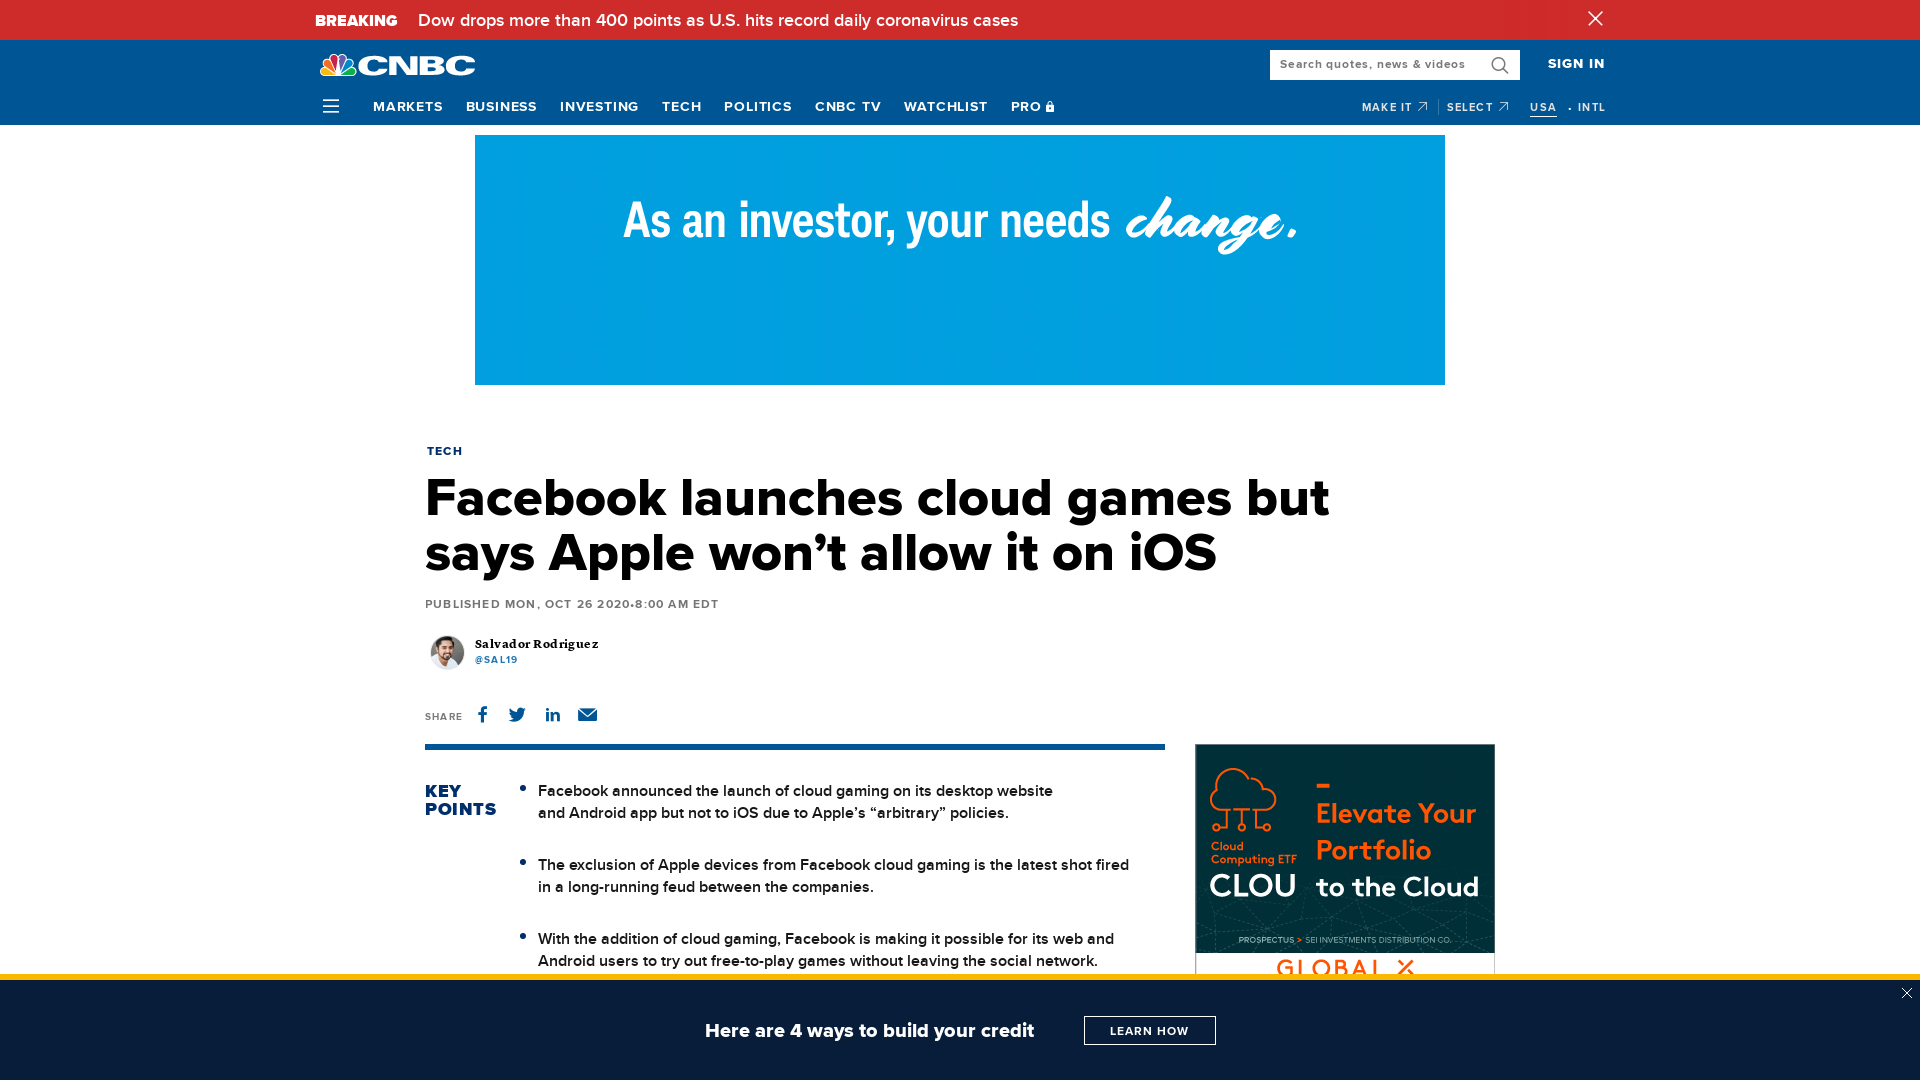 BREAKING Dow drops more than 400 points as U.S. hits record daily coronavirus cases
CNBC
Search quotes, news & videos
SIGN IN
MARKETS BUSINESS INVESTING TECH POLITICS CNBC TV WATCHLIST PRO
MAKE IT SELECT USA • INTL
As an investor, your needs change.
TECH
Facebook launches cloud games but
says Apple won’t allow it on iOS
PUBLISHED MON, OCT 26 2020•8:00 AM EDT
Salvador Rodriguez
@SAL19
SHARE
KEY
POINTS
Facebook announced the launch of cloud gaming on its desktop website
and Android app but not to iOS due to Apple’s “arbitrary” policies.
The exclusion of Apple devices from Facebook cloud gaming is the latest shot fired
in a long-running feud between the companies.
With the addition of cloud gaming, Facebook is making it possible for its web and
Android users to try out free-to-play games without leaving the social network.
Cloud
Computing ETF
CLOU
Elevate Your
Portfolio
to the Cloud
PROSPECTUS > SEI INVESTMENTS DISTRIBUTION CO.
GLOBAL X
Here are 4 ways to build your credit
LEARN HOW